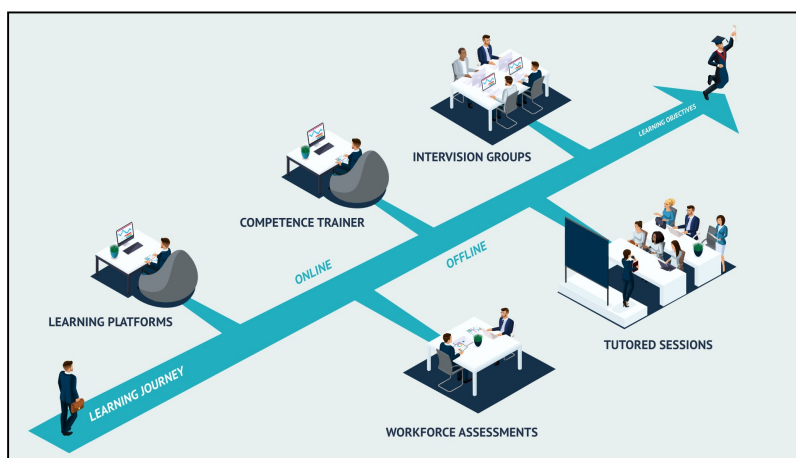 LEARNING OBJECTIVES
INTERVISION GROUPS
COMPETENCE TRAINER
ONLINE
OFFLINE
LEARNING PLATFORMS
TUTORED SESSIONS
LEARNING JOURNEY
WORKFORCE ASSESSMENTS